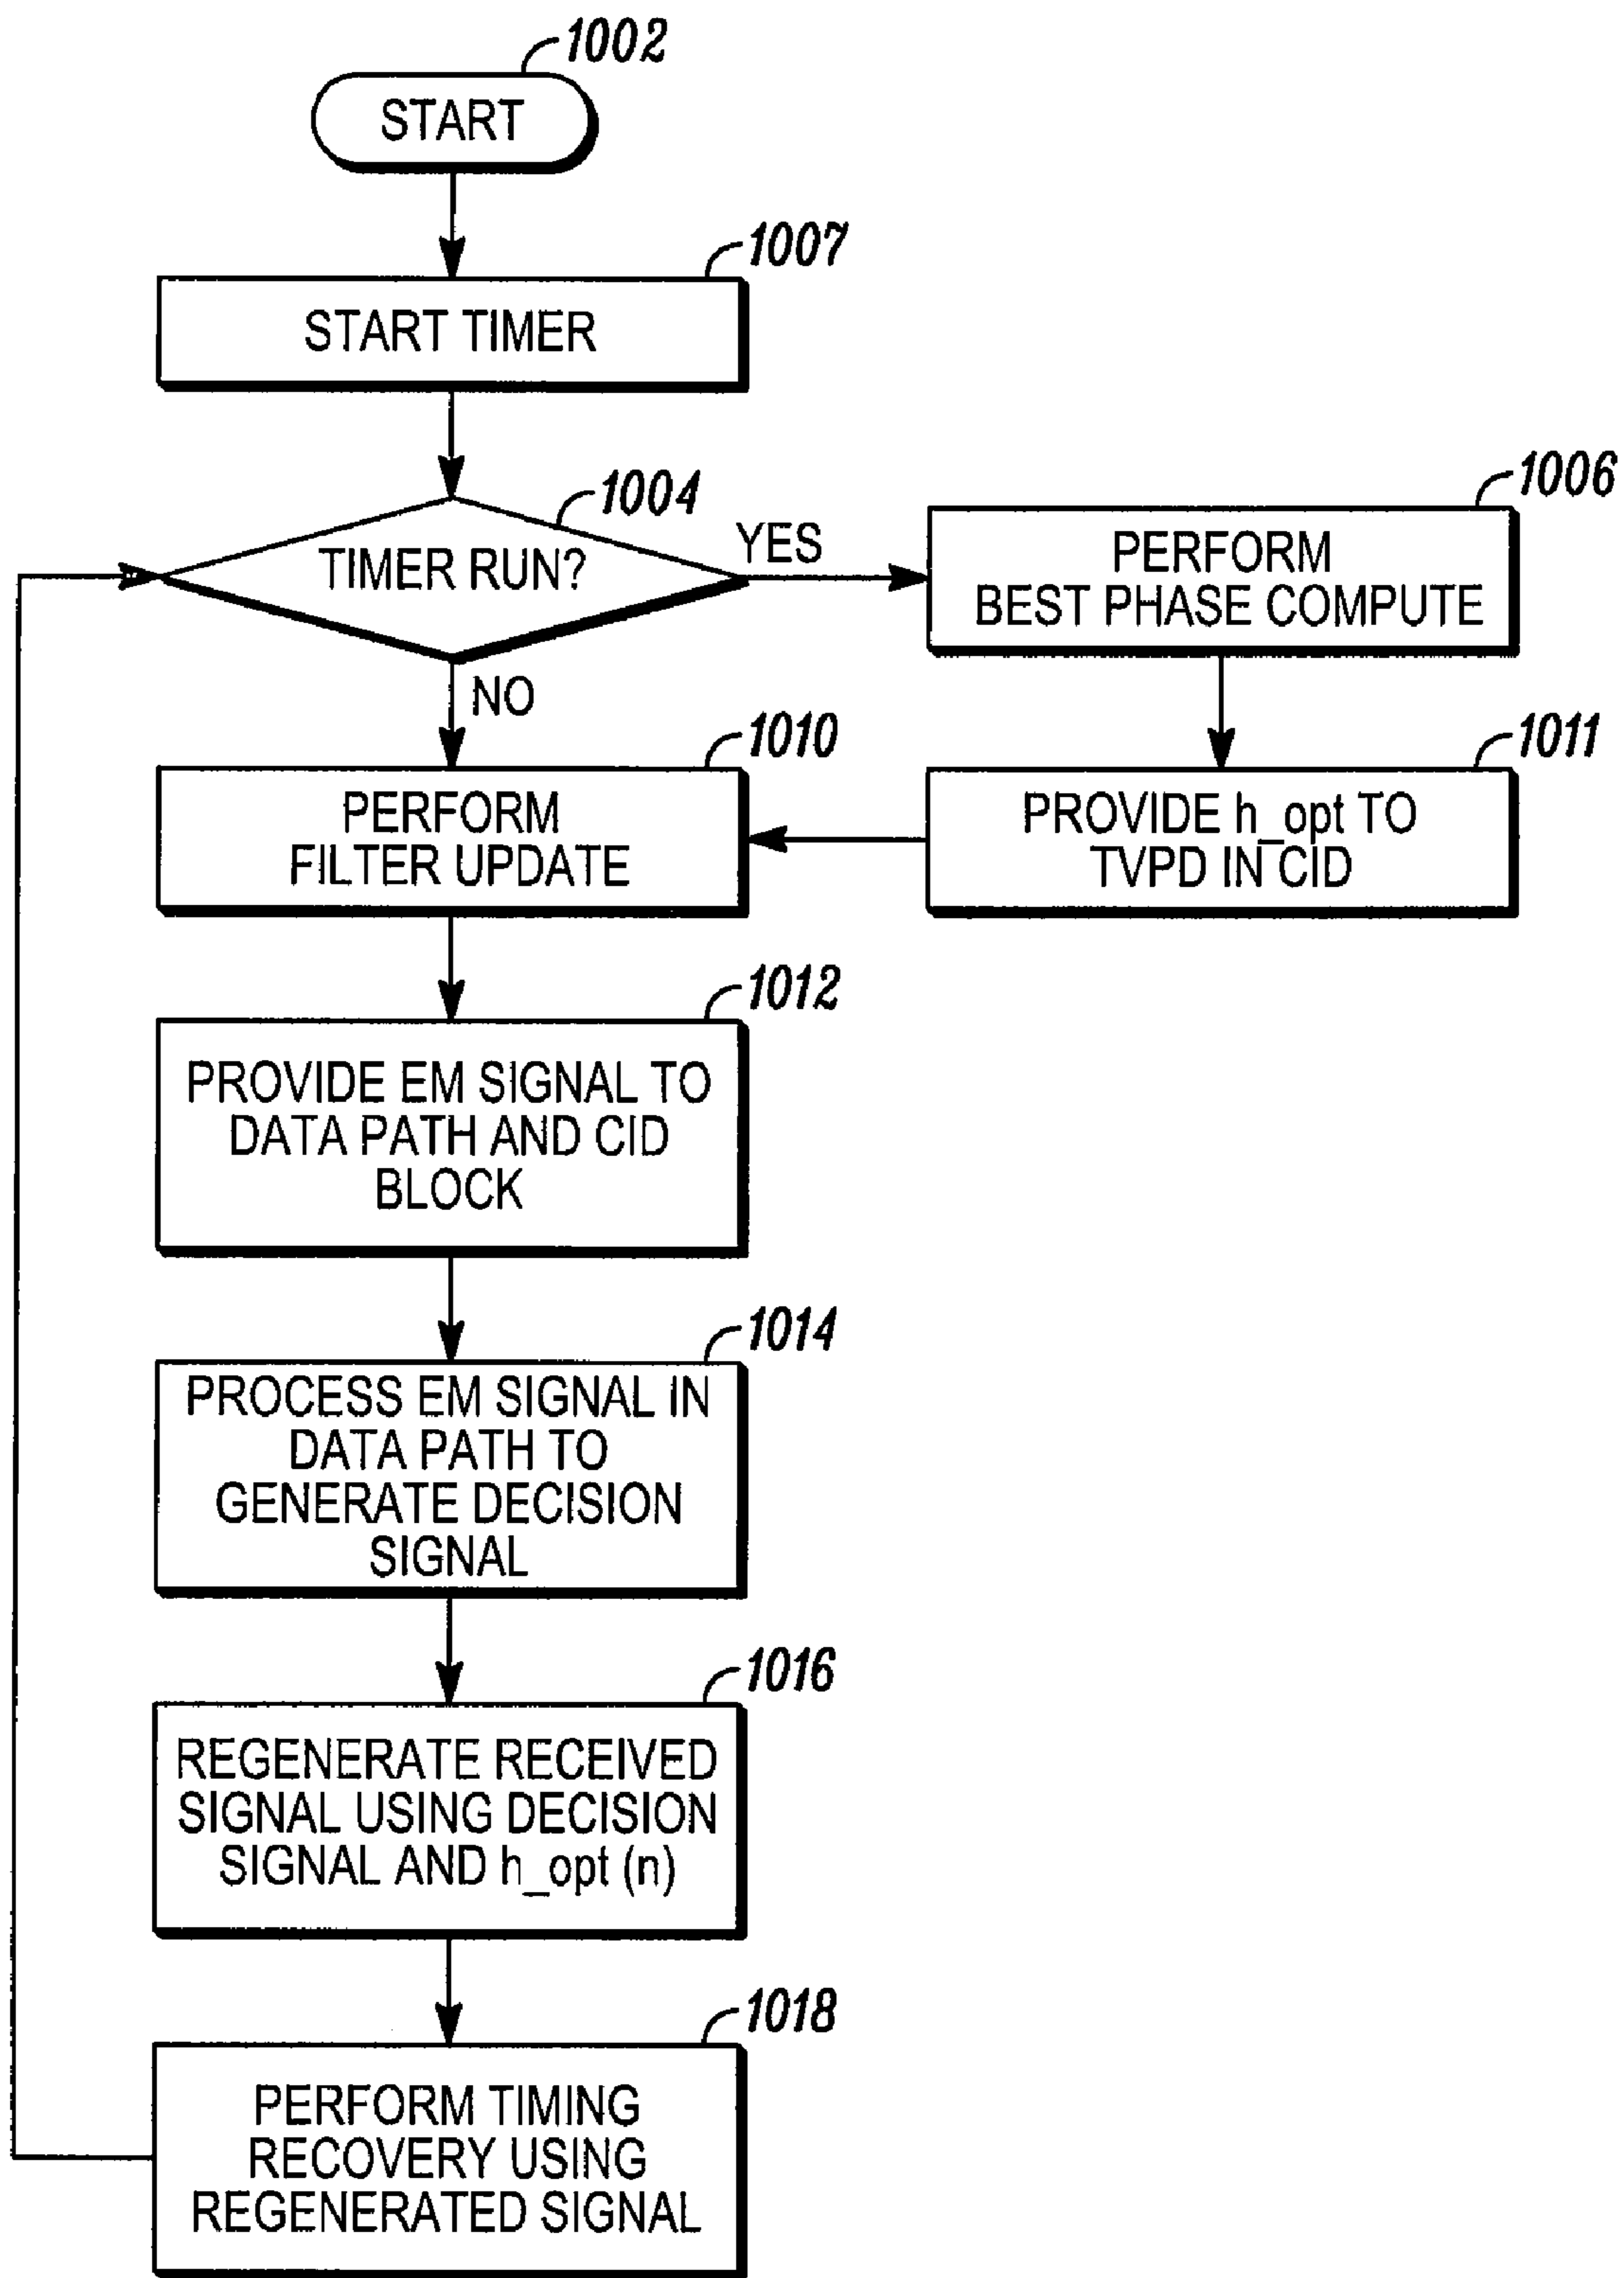 1002
START
1007
START TIMER
1004
TIMER RUN?
YES
NO
1006
PERFORM
BEST PHASE COMPUTE
1010
PERFORM
FILTER UPDATE
1011
PROVIDE h_opt TO
TVPD IN CID
1012
PROVIDE EM SIGNAL TO
DATA PATH AND CID
BLOCK
1014
PROCESS EM SIGNAL IN
DATA PATH TO
GENERATE DECISION
SIGNAL
1016
REGENERATE RECEIVED
SIGNAL USING DECISION
SIGNAL AND h_opt (n)
1018
PERFORM TIMING
RECOVERY USING
REGENERATED SIGNAL